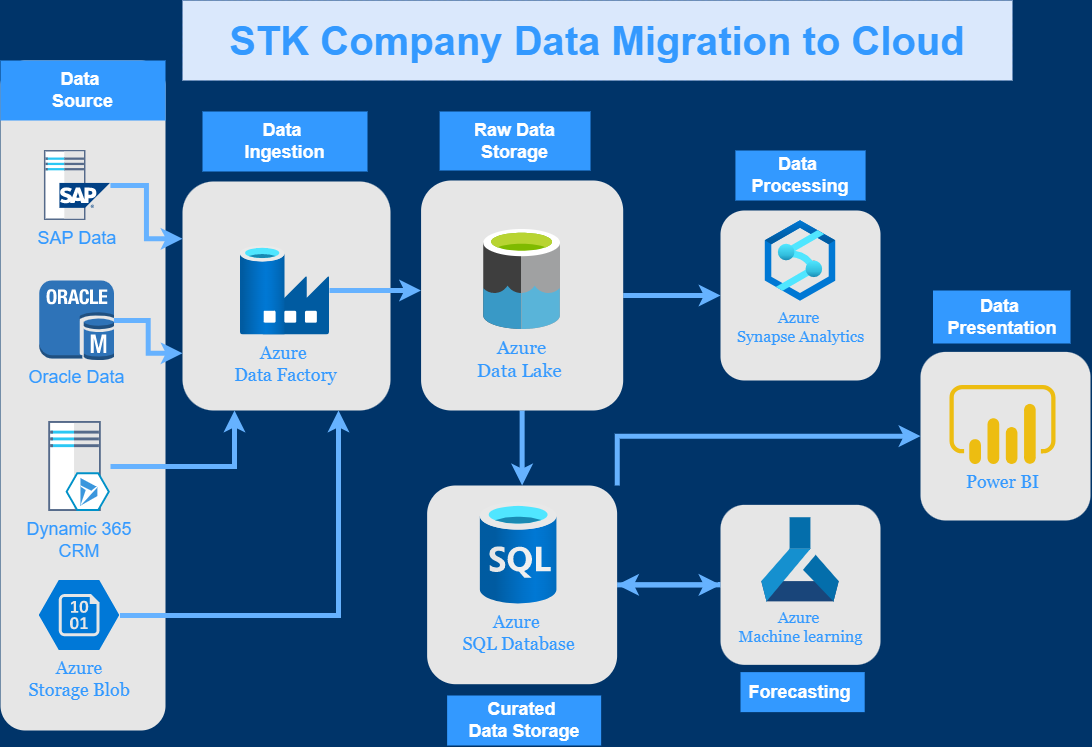 STK Company Data Migration to Cloud
Data
Source
SAP
SAP Data
ORACLE
M
Oracle Data
Dynamic 365
CRM
10
01
Azure
Storage Blob
Data
Ingestion
Azure
Data Factory
Raw Data
Storage
Azure
Data Lake
Data
Processing
Azure
Synapse Analytics
Data
Presentation
Power BI
SQL
Azure
SQL Database
Curated
Data Storage
Azure
Machine learning
Forecasting